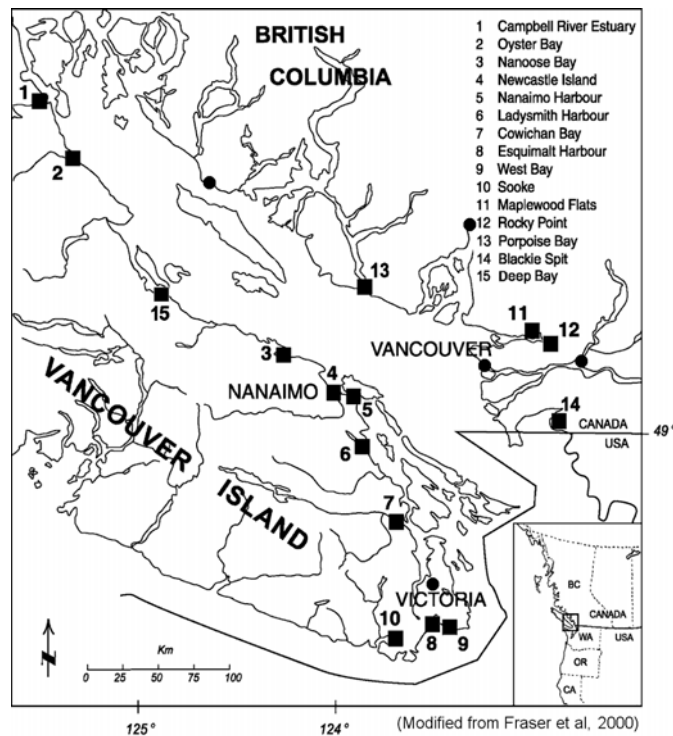 BRITISH
COLUMBIA
1 Campbell River Estuary
2 Oyster Bay
3 Nanoose Bay
4 Newcastle Island
5 Nanaimo Harbour
6 Ladysmith Harbour
7 Cowichan Bay
8 Esquimalt Harbour
9 West Bay
10 Sooke
11 Maplewood Flats
12 Rocky Point
13 Porpoise Bay
14 Blackie Spit
15 Deep Bay
1
2
13
15
11
12
3
VANCOUVER
4
NANAIMO
5
14
CANADA
USA
49°
6
VANCOUVER
ISLAND
7
VICTORIA
10
8
9
N
Km
0 25 50 75 100
BC
CANADA
WA
USA
OR
CA
125°
124°
(Modified from Fraser et al, 2000)